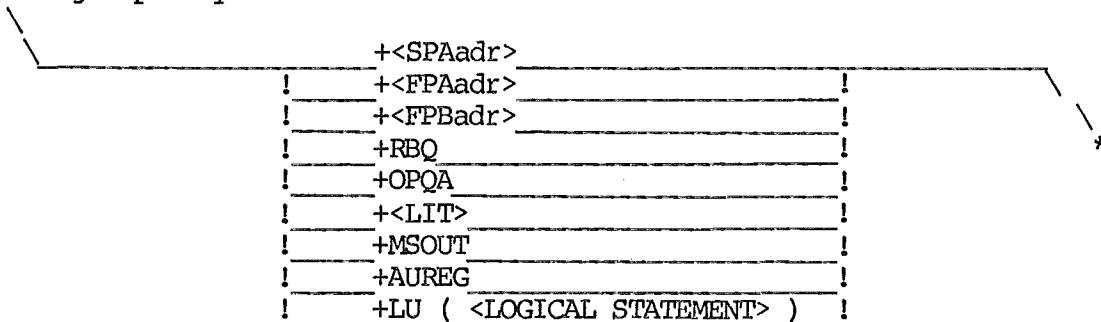 +<SPAadr>
! +<FPAadr> !
! +<FPBadr> !
! +RBQ !
! +OPQA !
! +<LIT> !
! +MSOUT !
! +AUREG !
! +LU ( <LOGICAL STATEMENT> ) !
*